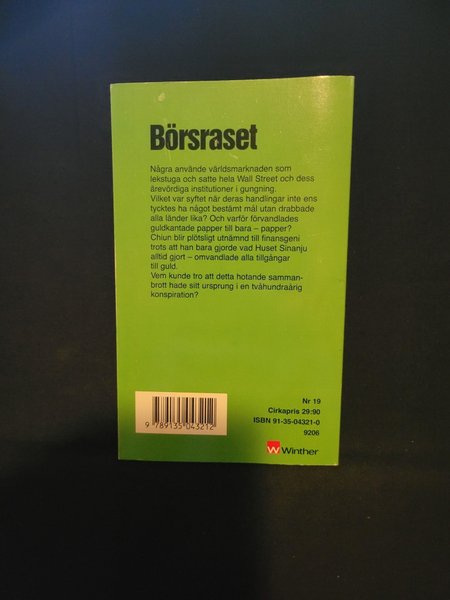 Börsraset
Några använde världsmarknaden som
lekstuga och satte hela Wall Street och dess
ärevördiga institutioner i gungning.
Vilket var syftet när deras handlingar inte ens
tycktes ha något bestämt mål utan drabbade
alla länder lika? Och varför förvandlades
guldkantade papper till bara – papper?
Chiun blir plötsligt utnämnd till finansgeni
trots att han bara gjorde vad Huset Sinanju
alltid gjort – omvandlade alla tillgångar
till guld.
Vem kunde tro att detta hotande samman-
brott hade sitt ursprung i en tvåhundraårig
konspiration?
Nr 19
Cirkapris 29:90
ISBN 91-35-04321-0
9206
9 789135 043212
W Winther